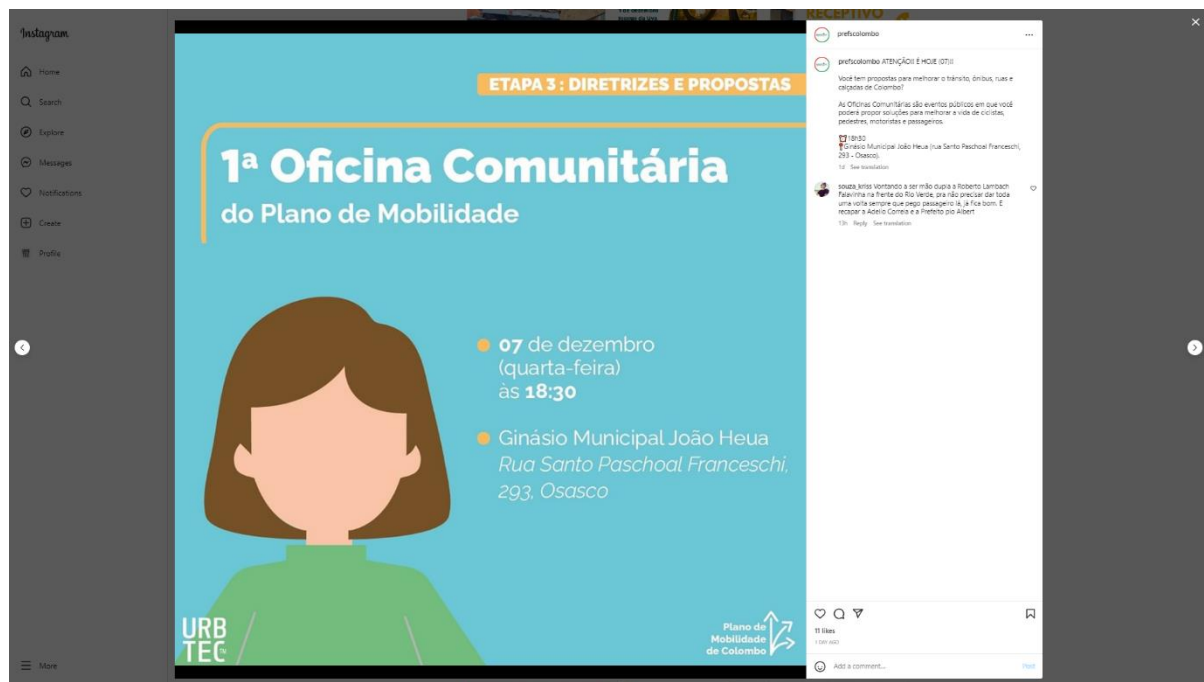 Instagram
Home
Search
Explore
Messages
Notifications
Create
Profile
More
RECEPTIVO
ETAPA 3 : DIRETRIZES E PROPOSTAS
1ª Oficina Comunitária
do Plano de Mobilidade
07 de dezembro
(quarta-feira)
às 18:30
Ginásio Municipal João Heua
Rua Santo Paschoal Franceschi,
293, Osasco
URB
TEC™
Plano de
Mobilidade
de Colombo
prefscolombo
prefscolombo ATENÇÃO!! É HOJE (07)!!
Você tem propostas para melhorar o trânsito, ônibus, ruas e
calçadas de Colombo?
As Oficinas Comunitárias são eventos públicos em que você
poderá propor soluções para melhorar a vida de ciclistas,
pedestres, motoristas e passageiros.
⏰18h30
📍Ginásio Municipal João Heua (rua Santo Paschoal Franceschi,
293 – Osasco).
1d See translation
souza_kriss Vontando a ser mão dupla a Roberto Lambach
Falavinha na frente do Rio Verde, pra não precisar dar toda
uma volta sempre que pego passageiro lá, já fica bom. E
recapar a Adelio Correia e a Prefeito pio Albert
13h Reply See translation
11 likes
1 DAY AGO
Add a comment...
Post